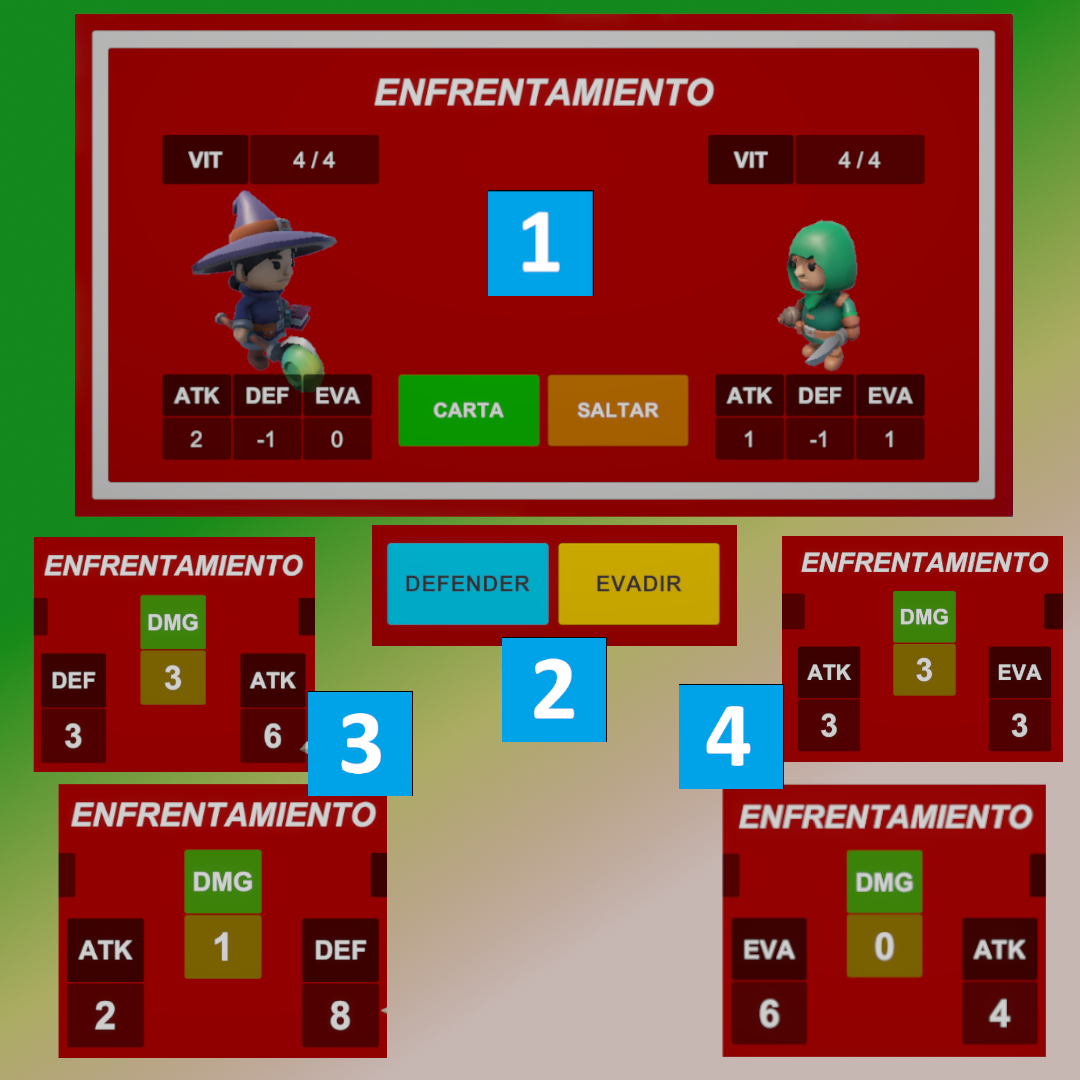 ENFRENTAMIENTO
VIT 4 / 4
VIT 4 / 4
1
ATK DEF EVA
2 -1 0
CARTA SALTAR
ATK DEF EVA
1 -1 1
DEFENDER EVADIR
2
ENFRENTAMIENTO
DMG
3
DEF ATK
3 6
3
ENFRENTAMIENTO
DMG
1
ATK DEF
2 8
ENFRENTAMIENTO
DMG
3
ATK EVA
3 3
4
ENFRENTAMIENTO
DMG
0
EVA ATK
6 4